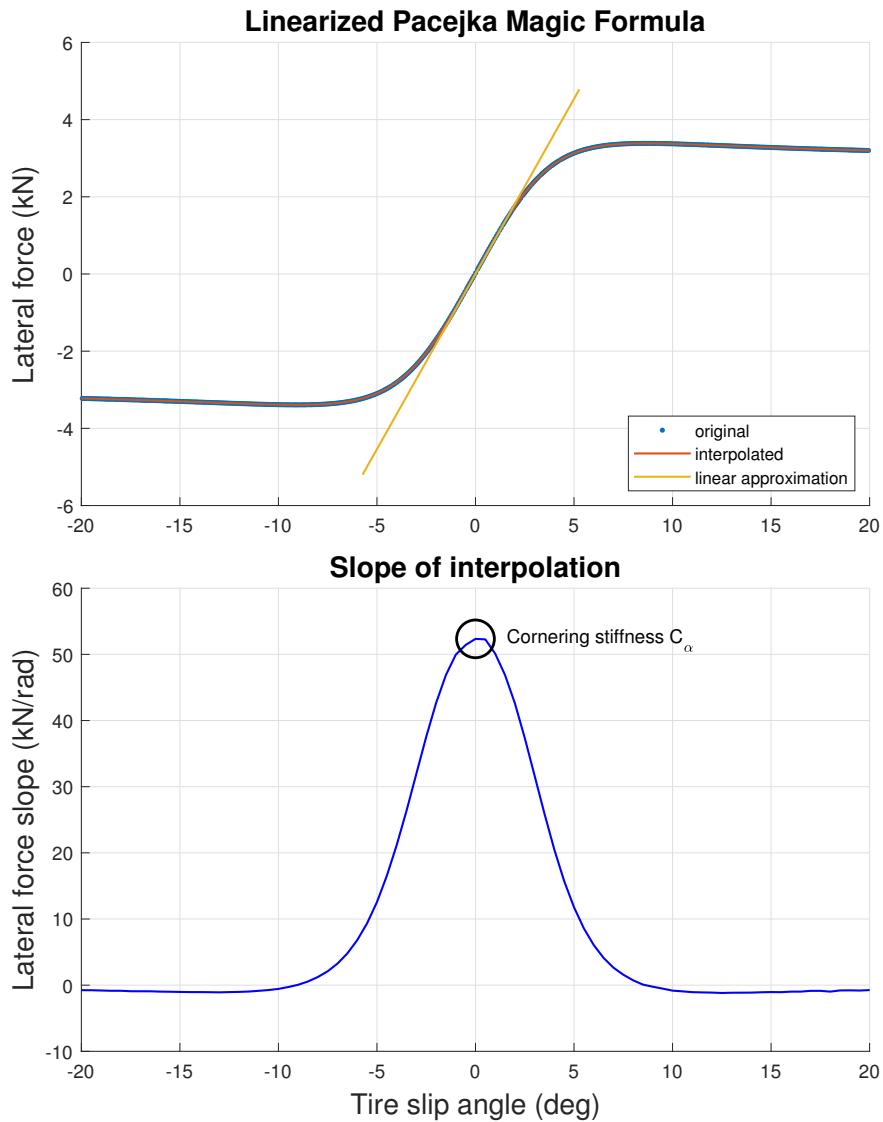 Linearized Pacejka Magic Formula
6
4
2
0
-2
-4
-6
Lateral force (kN)
original
interpolated
linear approximation
-20 -15 -10 -5 0 5 10 15 20
Slope of interpolation
60
50
40
30
20
10
0
-10
Lateral force slope (kN/rad)
Cornering stiffness Cα
-20 -15 -10 -5 0 5 10 15 20
Tire slip angle (deg)